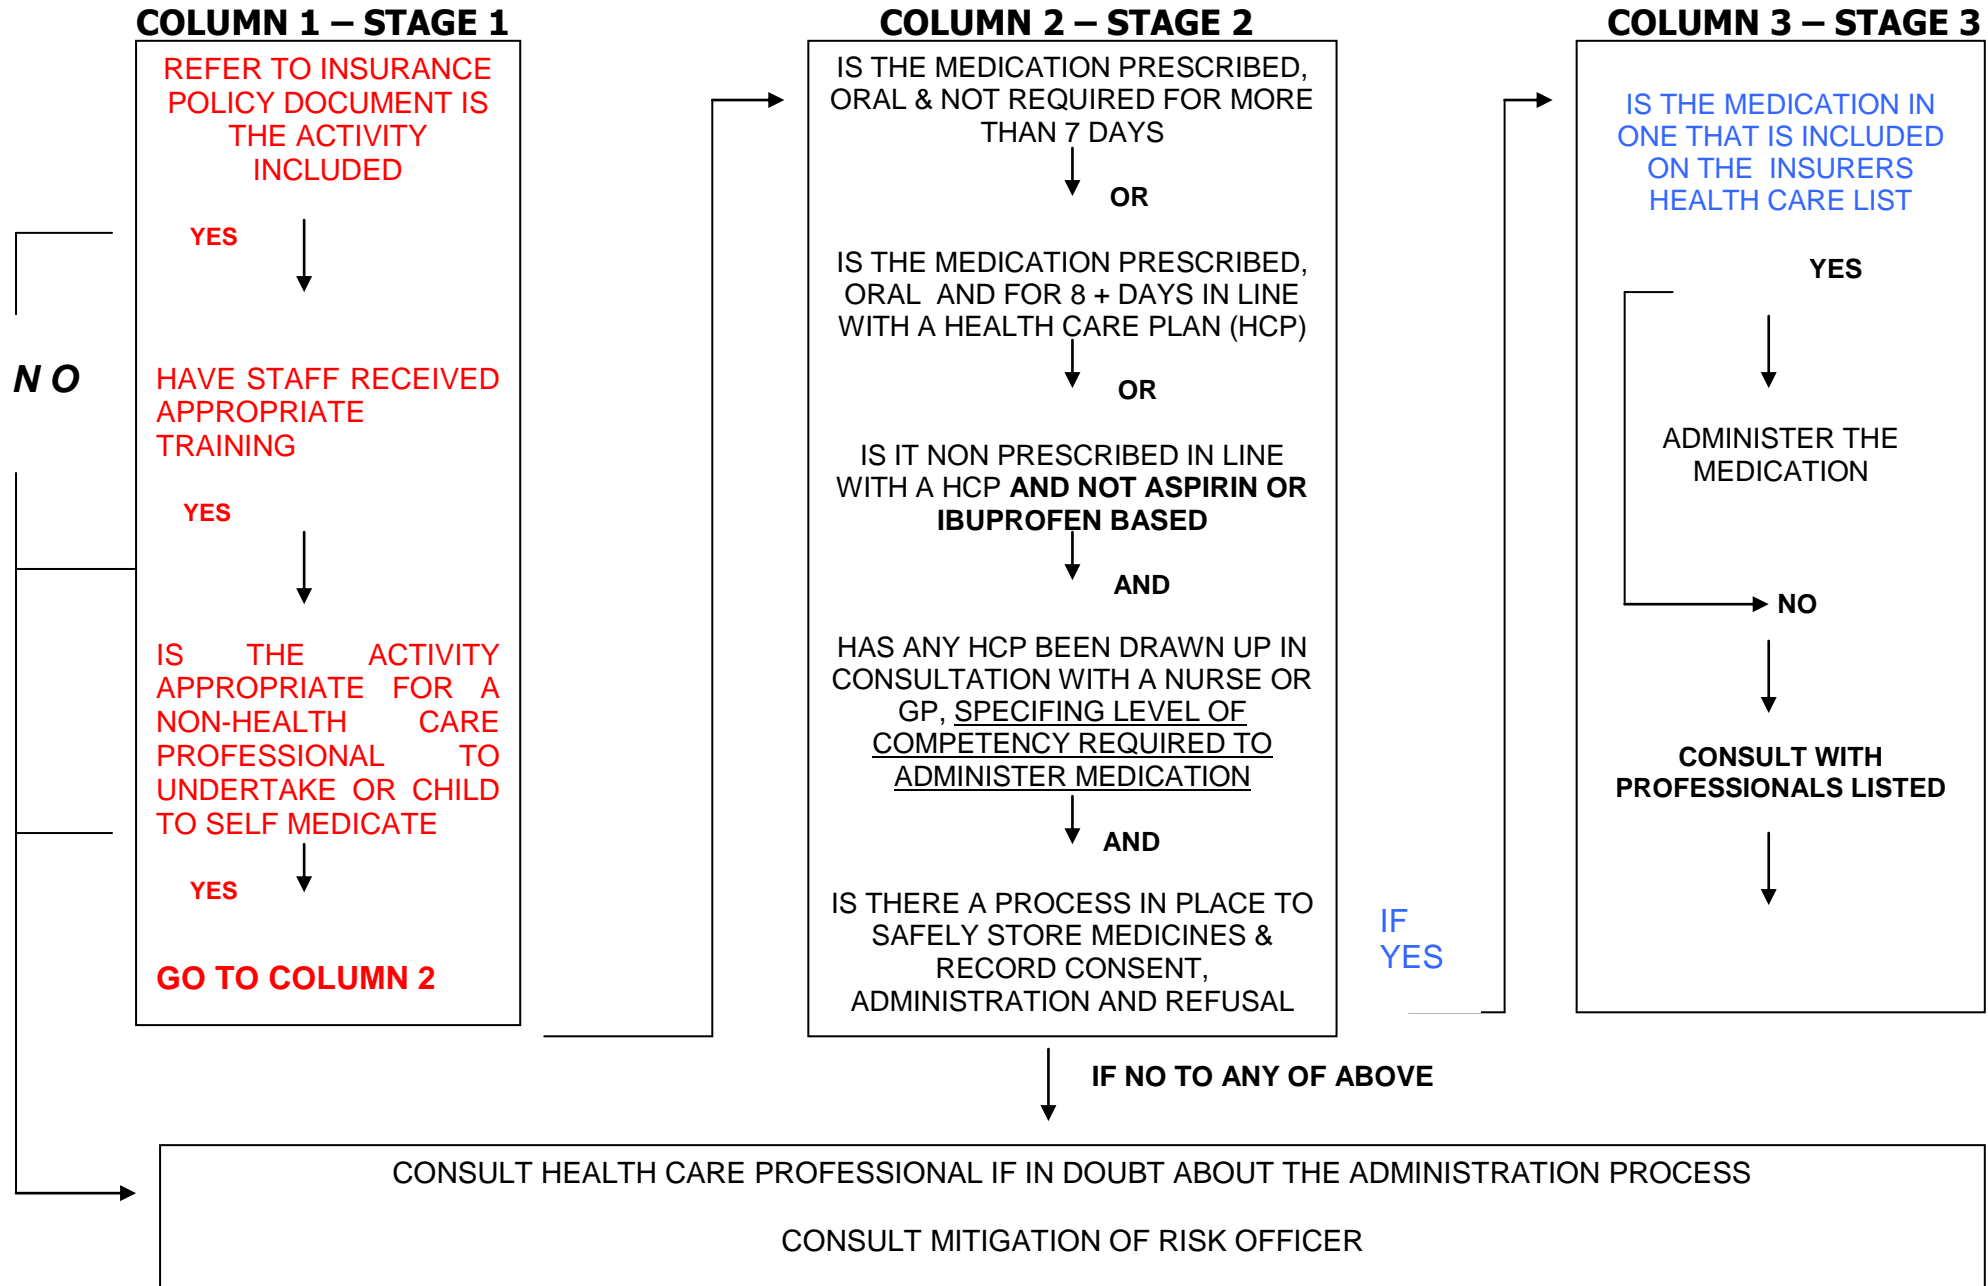 COLUMN 1 – STAGE 1
REFER TO INSURANCE
POLICY DOCUMENT IS
THE ACTIVITY
INCLUDED
YES
HAVE STAFF RECEIVED
APPROPRIATE
TRAINING
YES
IS THE ACTIVITY
APPROPRIATE FOR A
NON-HEALTH CARE
PROFESSIONAL TO
UNDERTAKE OR CHILD
TO SELF MEDICATE
YES
GO TO COLUMN 2
N O
COLUMN 2 – STAGE 2
IS THE MEDICATION PRESCRIBED,
ORAL & NOT REQUIRED FOR MORE
THAN 7 DAYS
OR
IS THE MEDICATION PRESCRIBED,
ORAL AND FOR 8 + DAYS IN LINE
WITH A HEALTH CARE PLAN (HCP)
OR
IS IT NON PRESCRIBED IN LINE
WITH A HCP AND NOT ASPIRIN OR
IBUPROFEN BASED
AND
HAS ANY HCP BEEN DRAWN UP IN
CONSULTATION WITH A NURSE OR
GP, SPECIFING LEVEL OF
COMPETENCY REQUIRED TO
ADMINISTER MEDICATION
AND
IS THERE A PROCESS IN PLACE TO
SAFELY STORE MEDICINES &
RECORD CONSENT,
ADMINISTRATION AND REFUSAL
IF
YES
COLUMN 3 – STAGE 3
IS THE MEDICATION IN
ONE THAT IS INCLUDED
ON THE INSURERS
HEALTH CARE LIST
YES
ADMINISTER THE
MEDICATION
NO
CONSULT WITH
PROFESSIONALS LISTED
IF NO TO ANY OF ABOVE
CONSULT HEALTH CARE PROFESSIONAL IF IN DOUBT ABOUT THE ADMINISTRATION PROCESS
CONSULT MITIGATION OF RISK OFFICER